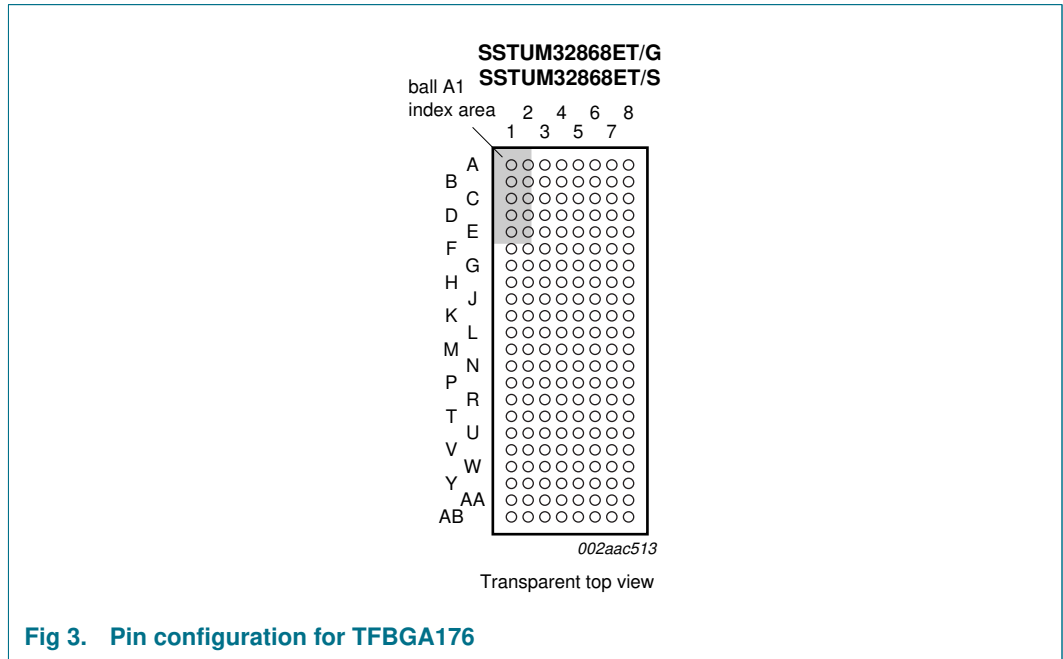 SSTUM32868ET/G
SSTUM32868ET/S
ball A1
index area
2 4 6 8
1 3 5 7
A
B
C
D
E
F
G
H
J
K
L
M
N
P
R
T
U
V
W
Y
AA
AB
002aac513
Transparent top view
Fig 3. Pin configuration for TFBGA176